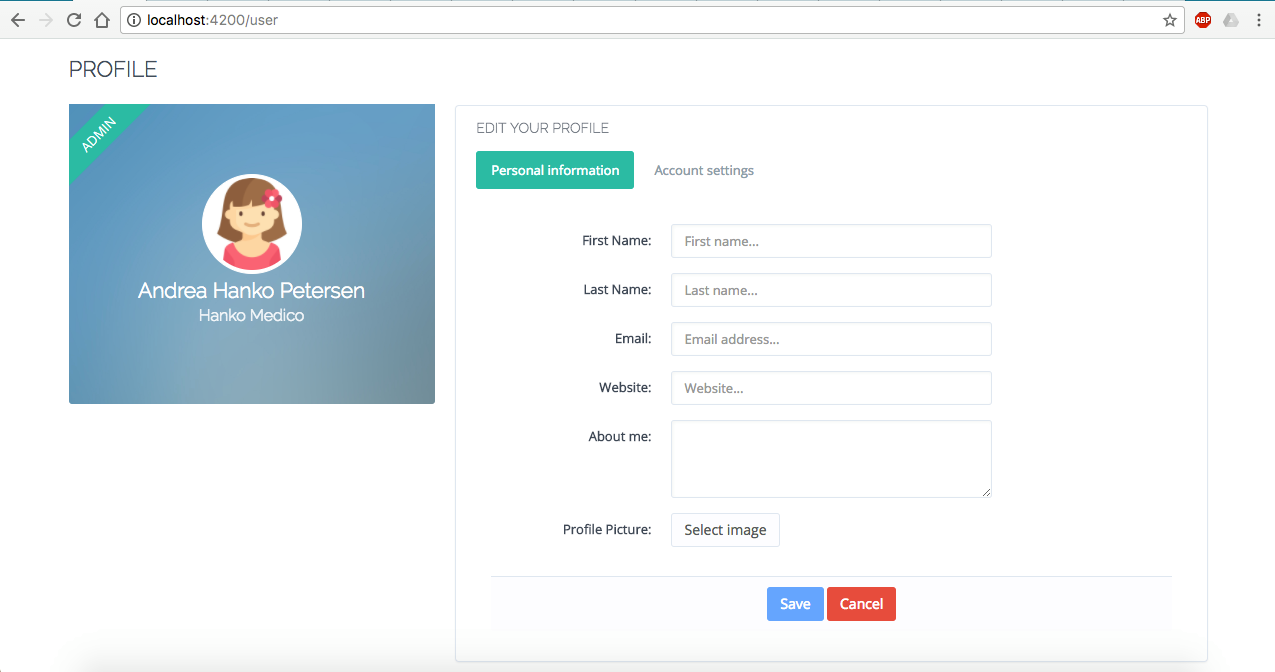 localhost:4200/user
ABP
PROFILE
ADMIN
Andrea Hanko Petersen
Hanko Medico
EDIT YOUR PROFILE
Personal information
Account settings
First Name:
First name...
Last Name:
Last name...
Email:
Email address...
Website:
Website...
About me:
Profile Picture:
Select image
Save
Cancel